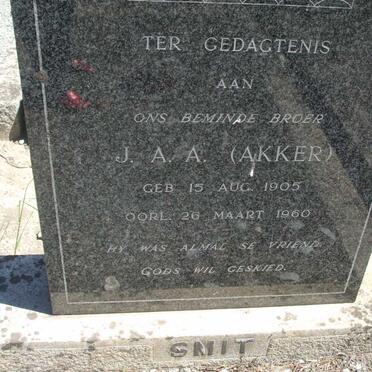 TER GEDAGTENIS
AAN
ONS BEMINDE BROER
J. A. A. (AKKER)
GEB 15 AUG. 1905
OORL. 26 MAART 1960
HY WAS ALMAL SE VRIEND.
GODS WIL GESKIED.
SMIT